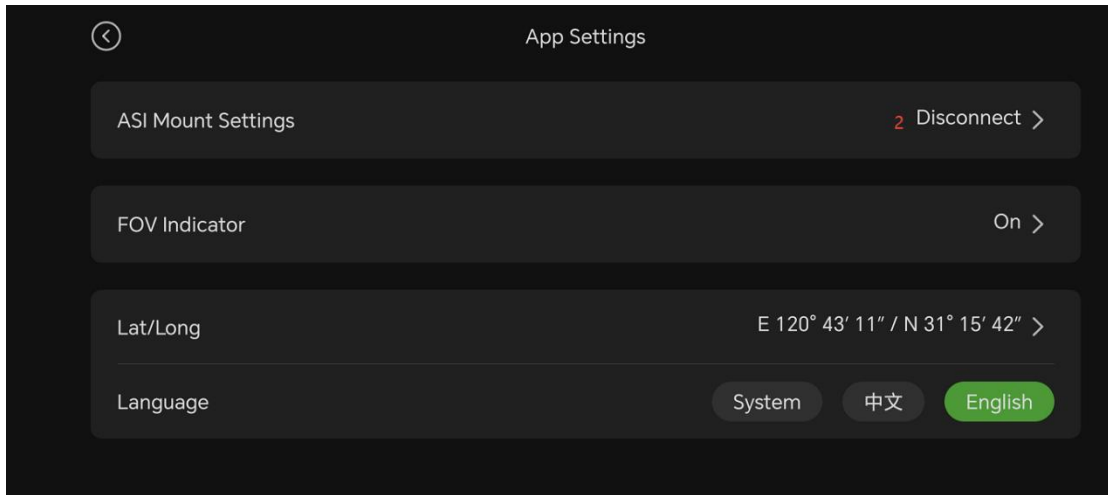 App Settings
ASI Mount Settings 2 Disconnect
FOV Indicator On
Lat/Long E 120° 43′ 11″ / N 31° 15′ 42″
Language System 中文 English